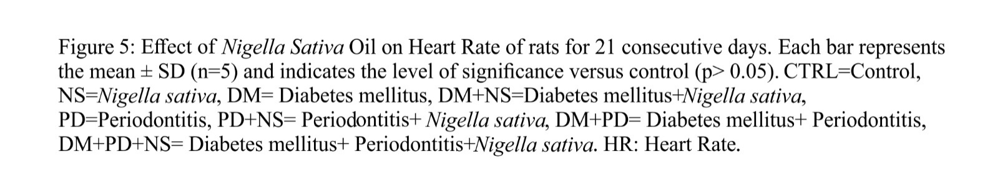 Figure 5: Effect of Nigella Sativa Oil on Heart Rate of rats for 21 consecutive days. Each bar represents
the mean ± SD (n=5) and indicates the level of significance versus control (p> 0.05). CTRL=Control,
NS=Nigella sativa, DM= Diabetes mellitus, DM+NS=Diabetes mellitus+Nigella sativa,
PD=Periodontitis, PD+NS= Periodontitis+ Nigella sativa, DM+PD= Diabetes mellitus+ Periodontitis,
DM+PD+NS= Diabetes mellitus+ Periodontitis+Nigella sativa. HR: Heart Rate.